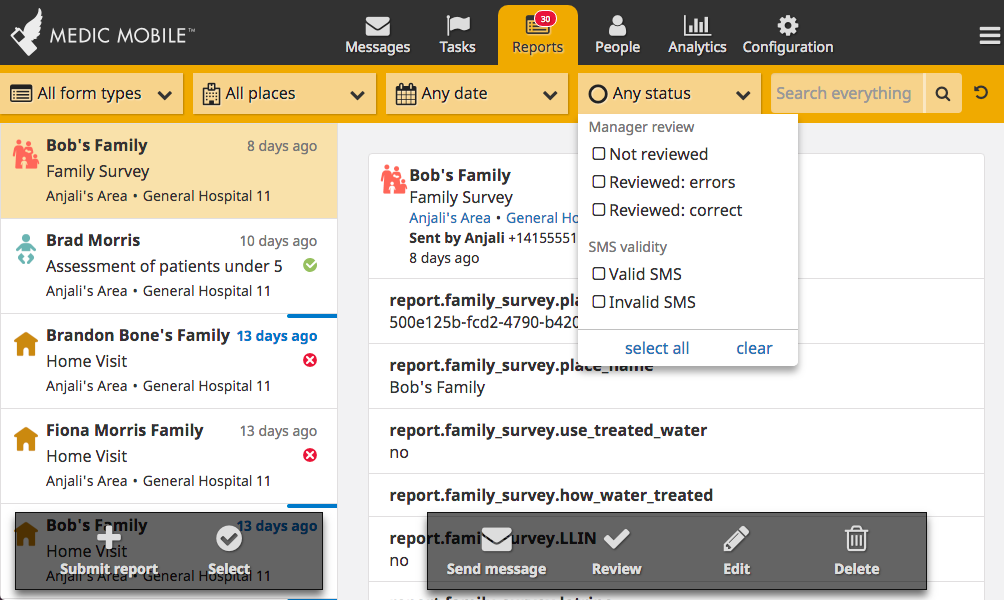 MEDIC MOBILE™
Messages
Tasks
30
Reports
People
Analytics
Configuration
All form types
All places
Any date
Any status
Search everything
Bob's Family
8 days ago
Family Survey
Anjali's Area • General Hospital 11
Brad Morris
10 days ago
Assessment of patients under 5
Anjali's Area • General Hospital 11
Brandon Bone's Family
13 days ago
Home Visit
Anjali's Area • General Hospital 11
Fiona Morris Family
13 days ago
Home Visit
Anjali's Area • General Hospital 11
Bob's Family
13 days ago
Home Visit
Anjali's Area • General Hospital 11
Submit report
Select
Manager review
Not reviewed
Reviewed: errors
Reviewed: correct
SMS validity
Valid SMS
Invalid SMS
select all
clear
Bob's Family
Family Survey
Anjali's Area • General Ho
Sent by Anjali +14155551
8 days ago
report.family_survey.pla
500e125b-fcd2-4790-b420
report.family_survey.place_name
Bob's Family
report.family_survey.use_treated_water
no
report.family_survey.how_water_treated
report.family_survey.LLIN
no
Send message
Review
Edit
Delete